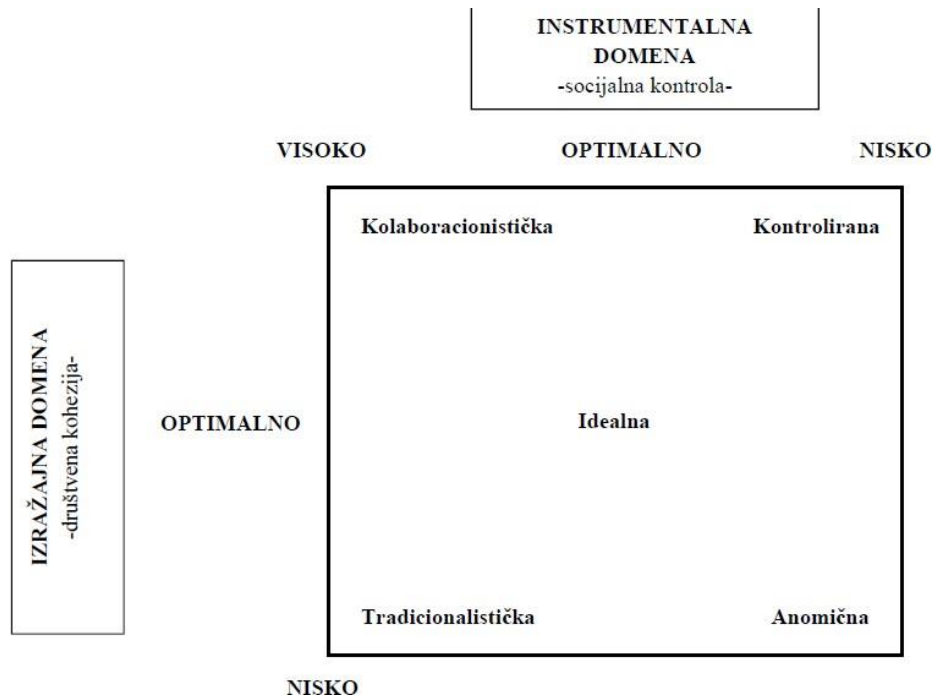 INSTRUMENTALNA
DOMENA
-socijalna kontrola-
VISOKO OPTIMALNO NISKO
Kolaboracionistička Kontrolirana
IZRAŽAJNA DOMENA
-društvena kohezija-
OPTIMALNO Idealna
Tradicionalistička Anomična
NISKO